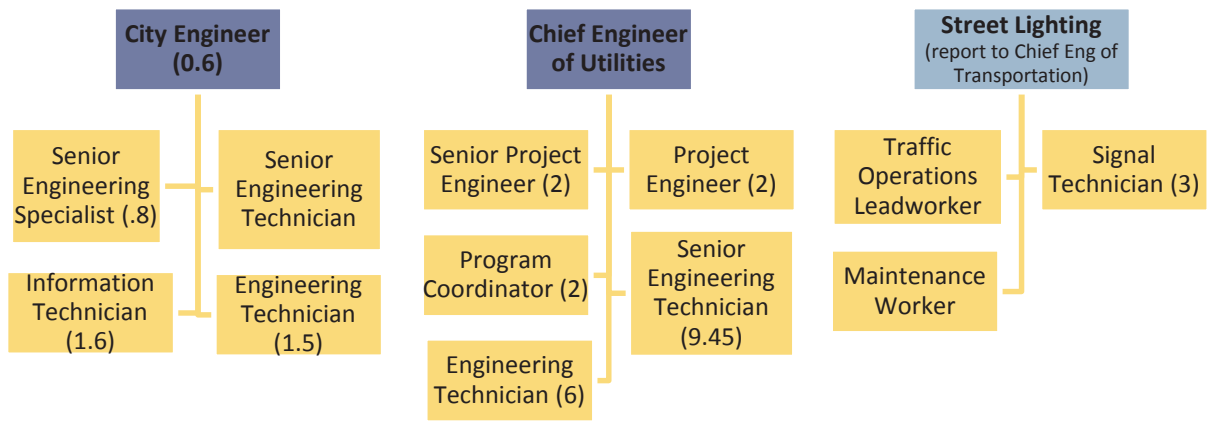 City Engineer
(0.6)
Senior
Engineering
Specialist (.8)
Senior
Engineering
Technician
Information
Technician
(1.6)
Engineering
Technician
(1.5)
Chief Engineer
of Utilities
Senior Project
Engineer (2)
Project
Engineer (2)
Program
Coordinator (2)
Senior
Engineering
Technician
(9.45)
Engineering
Technician (6)
Street Lighting
(report to Chief Eng of
Transportation)
Traffic
Operations
Leadworker
Signal
Technician (3)
Maintenance
Worker